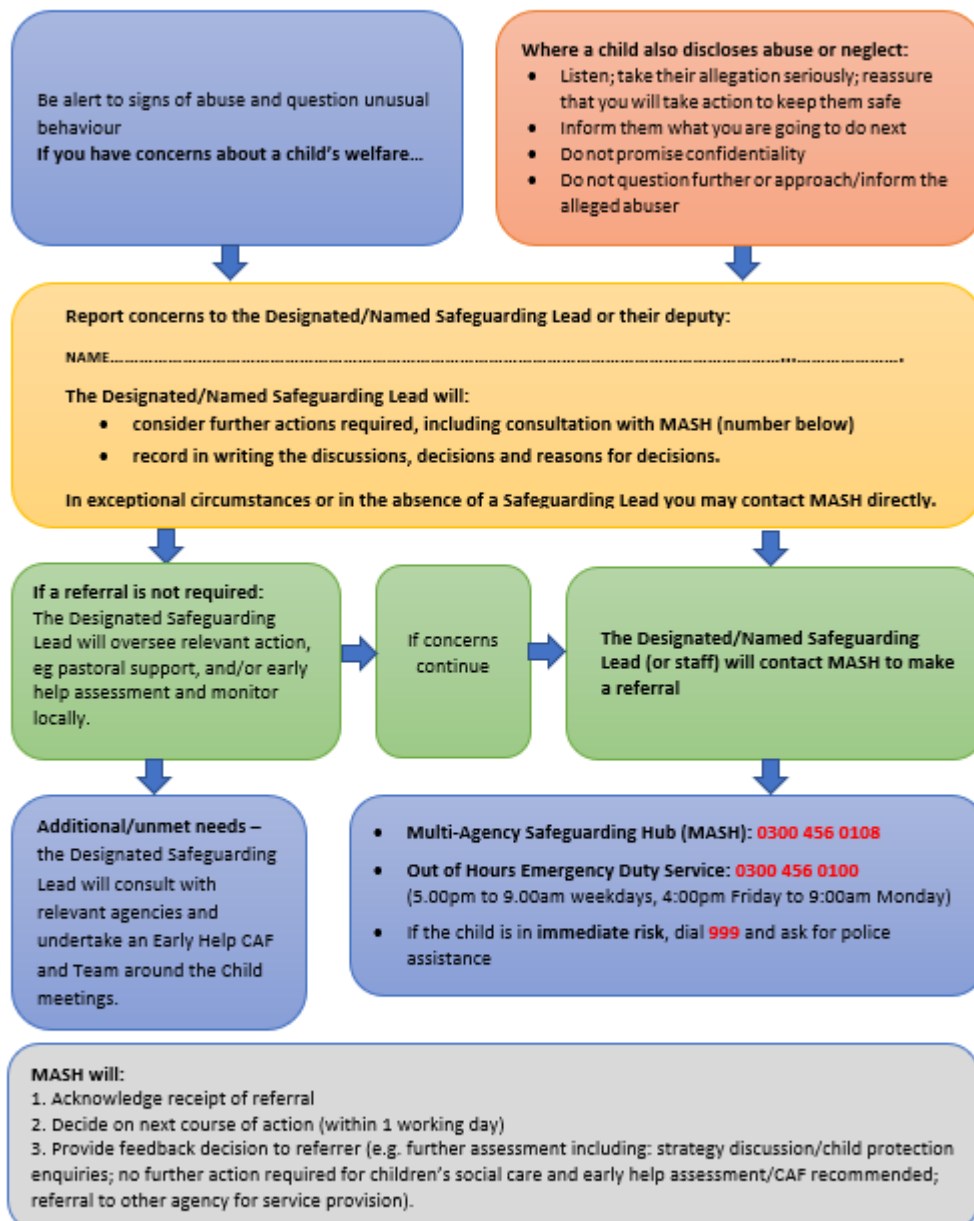 Be alert to signs of abuse and question unusual
behaviour
If you have concerns about a child's welfare…
Where a child also discloses abuse or neglect:
• Listen; take their allegation seriously; reassure
that you will take action to keep them safe
• Inform them what you are going to do next
• Do not promise confidentiality
• Do not question further or approach/inform the
alleged abuser
Report concerns to the Designated/Named Safeguarding Lead or their deputy:
NAME……………………………………………………………………………………………………………...………………….
The Designated/Named Safeguarding Lead will:
• consider further actions required, including consultation with MASH (number below)
• record in writing the discussions, decisions and reasons for decisions.
In exceptional circumstances or in the absence of a Safeguarding Lead you may contact MASH directly.
If a referral is not required:
The Designated Safeguarding
Lead will oversee relevant action,
eg pastoral support, and/or early
help assessment and monitor
locally.
If concerns
continue
The Designated/Named Safeguarding
Lead (or staff) will contact MASH to make
a referral
Additional/unmet needs –
the Designated Safeguarding
Lead will consult with
relevant agencies and
undertake an Early Help CAF
and Team around the Child
meetings.
• Multi-Agency Safeguarding Hub (MASH): 0300 456 0108
• Out of Hours Emergency Duty Service: 0300 456 0100
(5.00pm to 9.00am weekdays, 4:00pm Friday to 9:00am Monday)
• If the child is in immediate risk, dial 999 and ask for police
assistance
MASH will:
1. Acknowledge receipt of referral
2. Decide on next course of action (within 1 working day)
3. Provide feedback decision to referrer (e.g. further assessment including: strategy discussion/child protection
enquiries; no further action required for children's social care and early help assessment/CAF recommended;
referral to other agency for service provision).